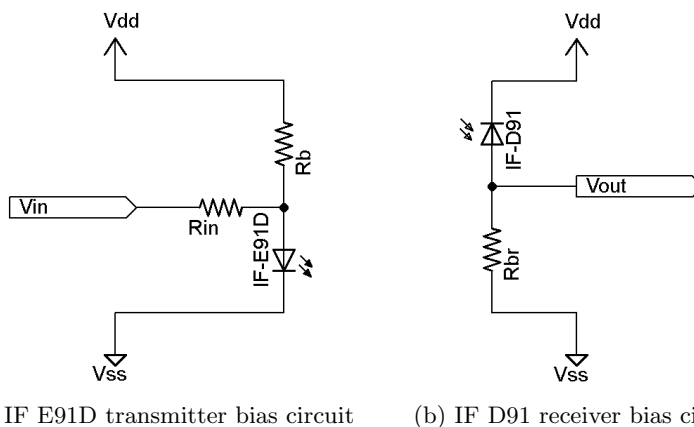 Vdd
Rb
Vin
Rin
IF-E91D
Vss
IF E91D transmitter bias circuit
Vdd
IF-D91
Vout
Rbr
Vss
(b) IF D91 receiver bias ci